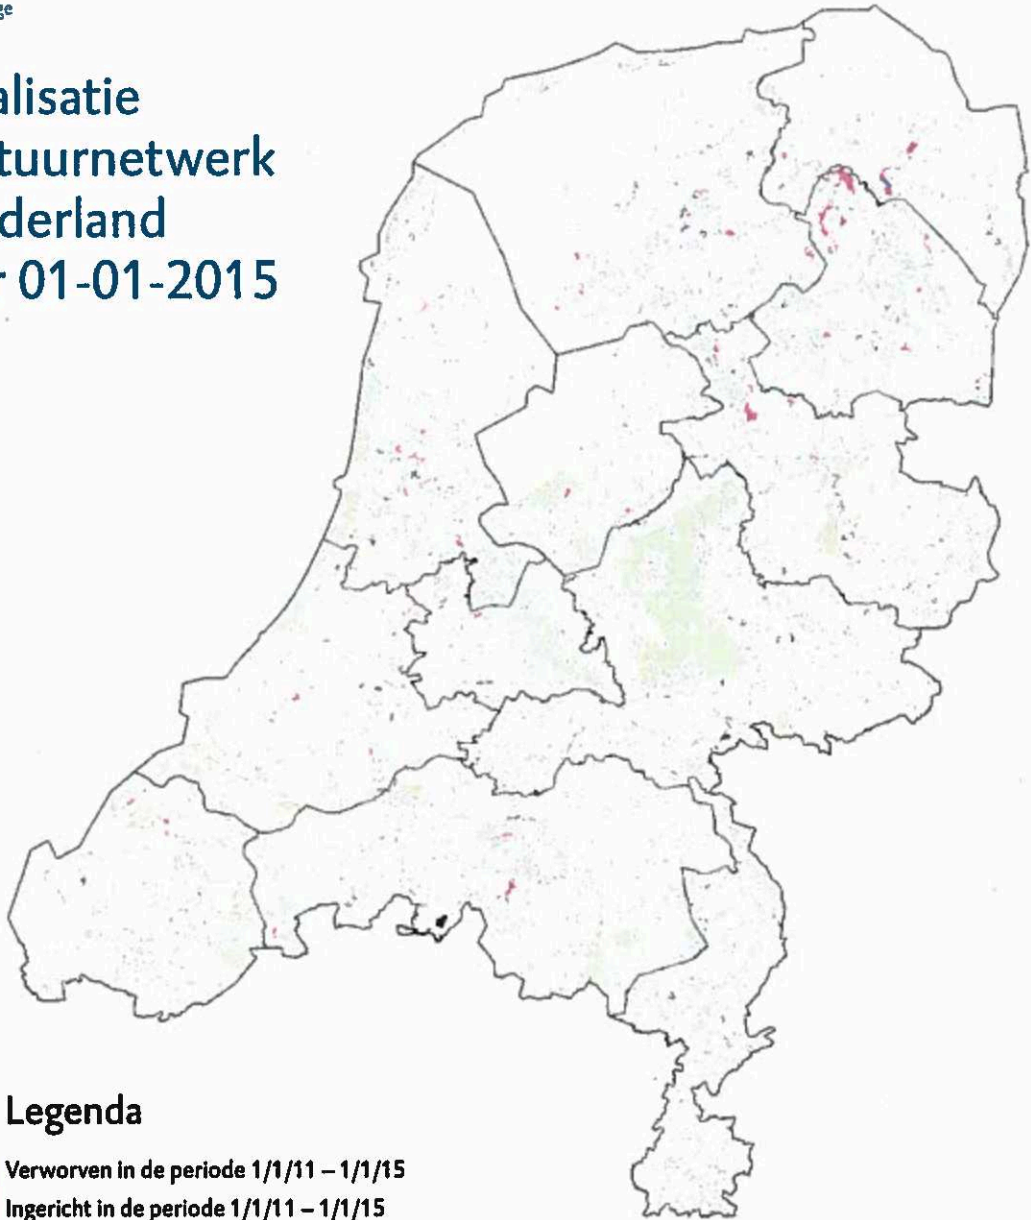 ge
alisatie
tuurnetwerk
derland
r 01-01-2015
Legenda
Verworven in de periode 1/1/11 – 1/1/15
Ingericht in de periode 1/1/11 – 1/1/15